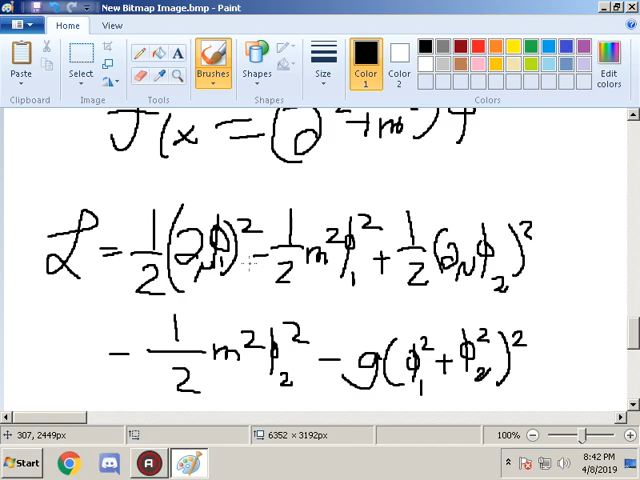 New Bitmap Image.bmp - Paint
Home View
Paste Select Brushes Shapes Size Color 1 Color 2 Edit colors
Clipboard Image Tools Shapes Colors
J(x = (∂²+m²)φ
ℒ = 1/2 (∂μφ₁)² - 1/2 m²φ₁² + 1/2 (∂μφ₂)²
- 1/2 m²φ₂² - g(φ₁² + φ₂²)²
307, 2449px 6352 × 3192px 100%
Start 8:42 PM
4/8/2019